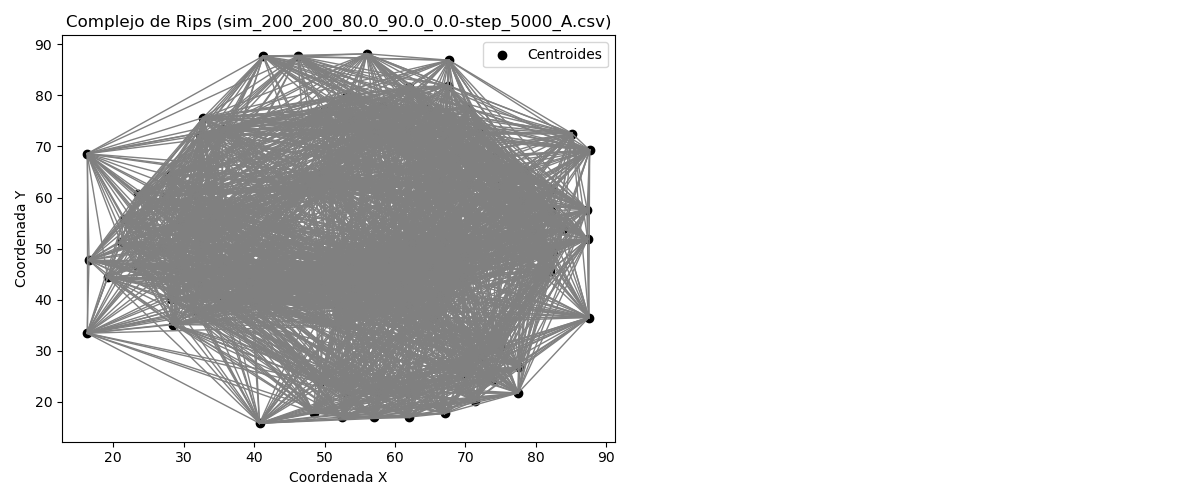 Complejo de Rips (sim_200_200_80.0_90.0_0.0-step_5000_A.csv)
Centroides
90
80
70
60
50
40
30
20
Coordenada Y
20 30 40 50 60 70 80 90
Coordenada X